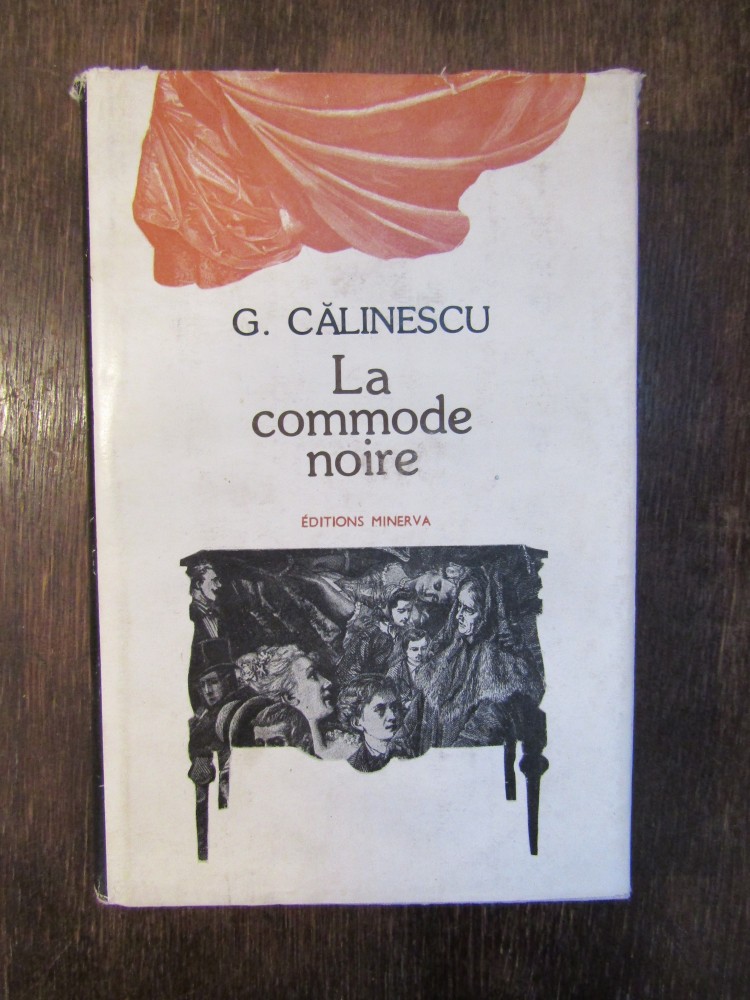 G. CĂLINESCU
La
commode
noire
ÉDITIONS MINERVA